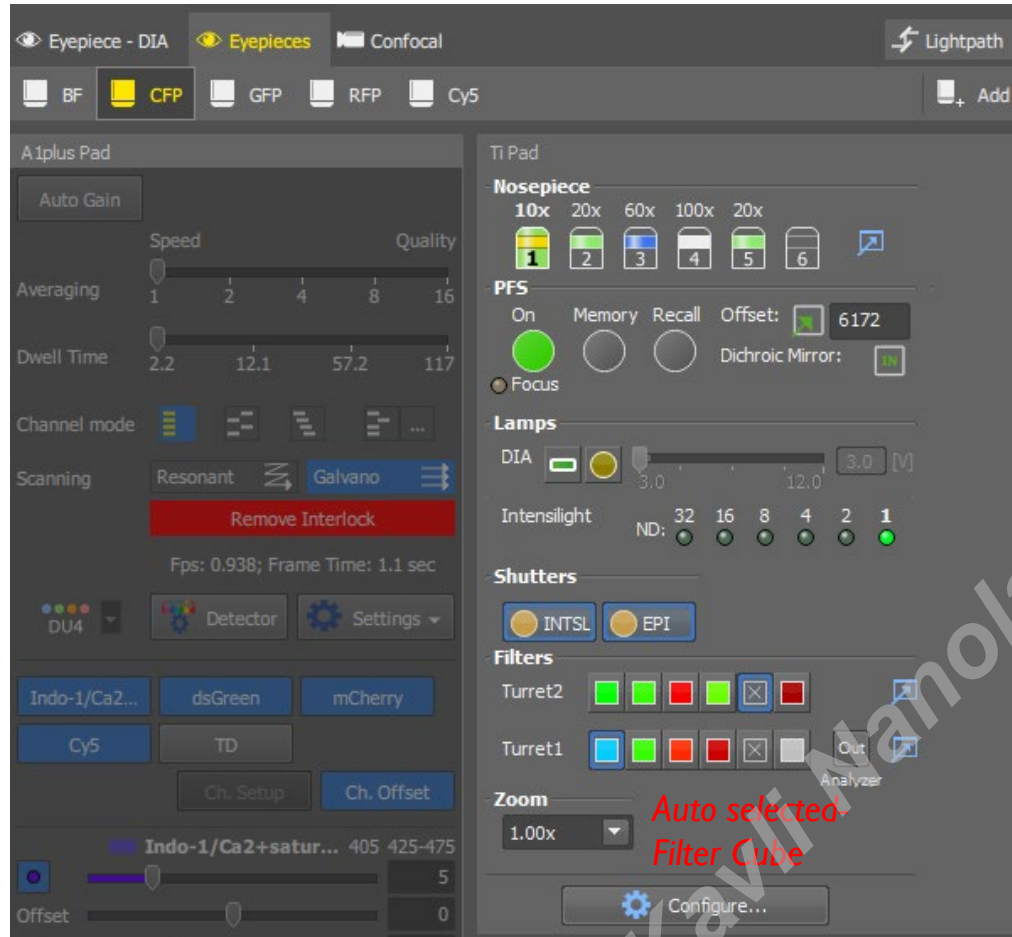 Eyepiece - DIA Eyepieces Confocal Lightpath
BF CFP GFP RFP Cy5 Add
A1plus Pad
Auto Gain
Speed Quality
Averaging
1 2 4 8 16
Dwell Time
2.2 12.1 57.2 117
Channel mode ...
Scanning Resonant Galvano
Remove Interlock
Fps: 0.938; Frame Time: 1.1 sec
DU4 Detector Settings
Indo-1/Ca2... dsGreen mCherry
Cy5 TD
Ch. Setup Ch. Offset
Indo-1/Ca2+satur... 405 425-475
5
Offset 0
Ti Pad
Nosepiece
10x 20x 60x 100x 20x
1 2 3 4 5 6
PFS
On Memory Recall Offset: 6172
Dichroic Mirror: IN
Focus
Lamps
DIA 3.0 [V]
3.0 12.0
Intensilight ND: 32 16 8 4 2 1
Shutters
INTSL EPI
Filters
Turret2
Turret1 Out
Analyzer
Zoom
1.00x
Auto selected
Filter Cube
Configure...